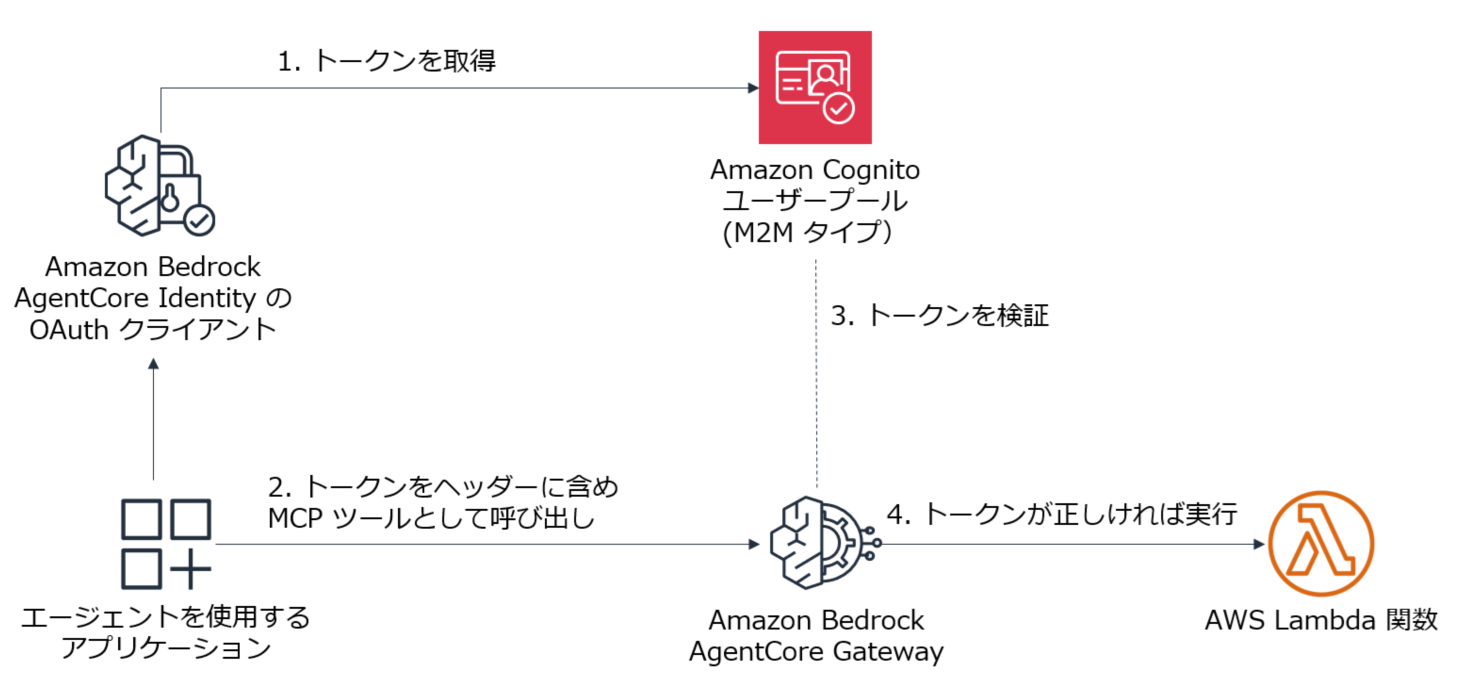 1. トークンを取得
Amazon Cognito
ユーザープール
(M2M タイプ）
Amazon Bedrock
AgentCore Identity の
OAuth クライアント
3. トークンを検証
2. トークンをヘッダーに含め
MCP ツールとして呼び出し
4. トークンが正しければ実行
エージェントを使用する
アプリケーション
Amazon Bedrock
AgentCore Gateway
AWS Lambda 関数